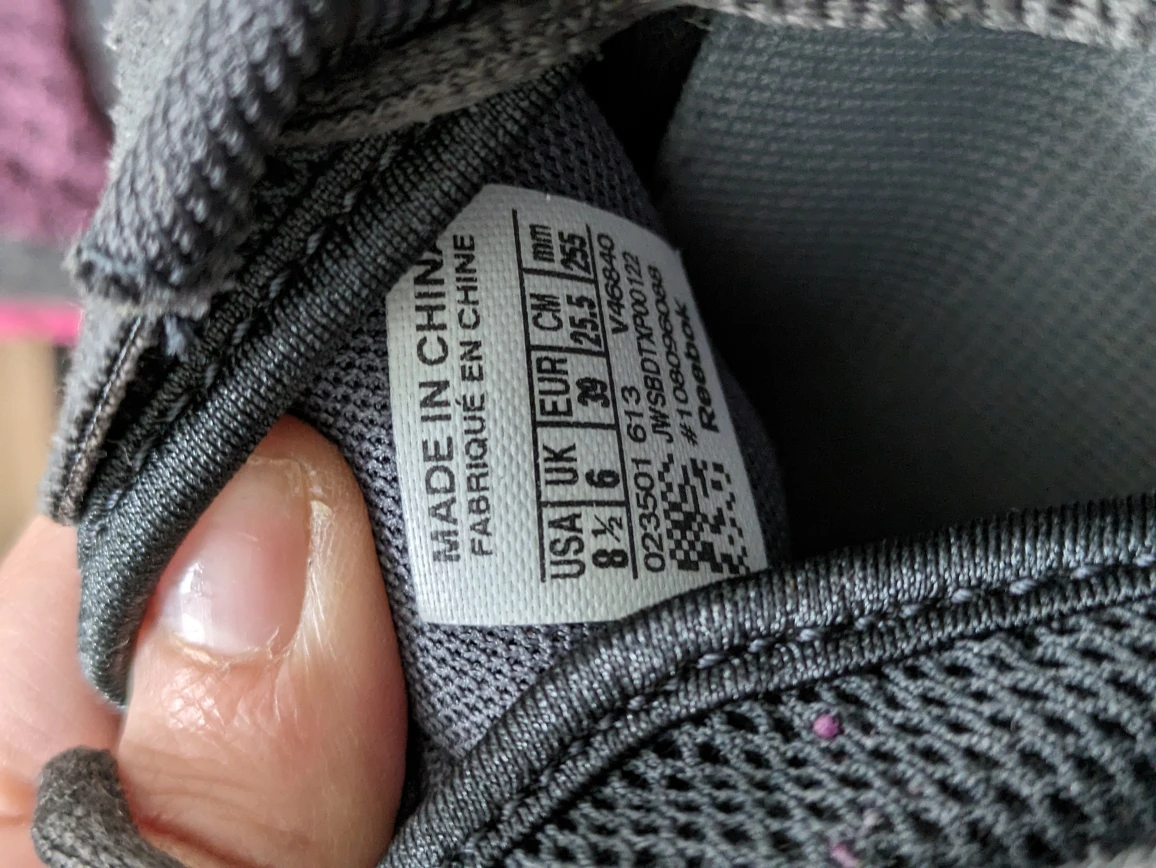 MADE IN CHINA
FABRIQUÉ EN CHINE
USA UK EUR CM mm
8 ½ 6 39 25.5 255
023501 613 V46840
JWSBDTXP00122
#1080980088
Reebok